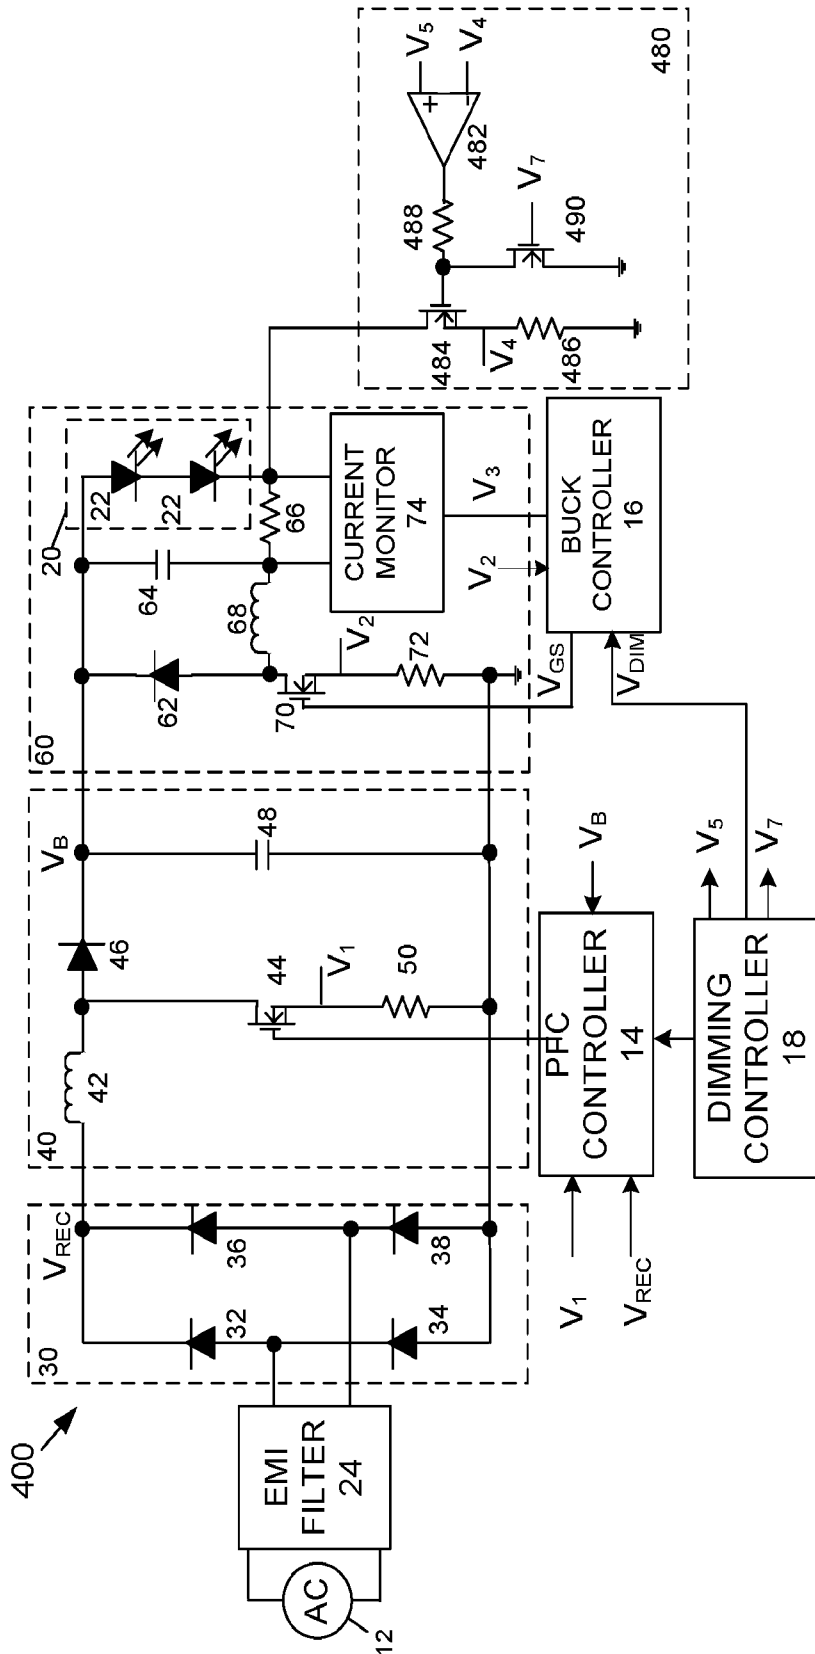 400
AC
12
EMI
FILTER
24
30
V_REC
32
34
36
38
40
42
44
V_1
46
48
50
V_B
60
62
64
66
68
70
V_2
72
20
22
22
CURRENT
MONITOR
74
V_3
V_2
V_GS
V_DIM
BUCK
CONTROLLER
16
480
V_5
V_4
482
488
V_7
490
484
V_4
486
V_1
V_REC
PFC
CONTROLLER
14
V_B
DIMMING
CONTROLLER
18
V_5
V_7